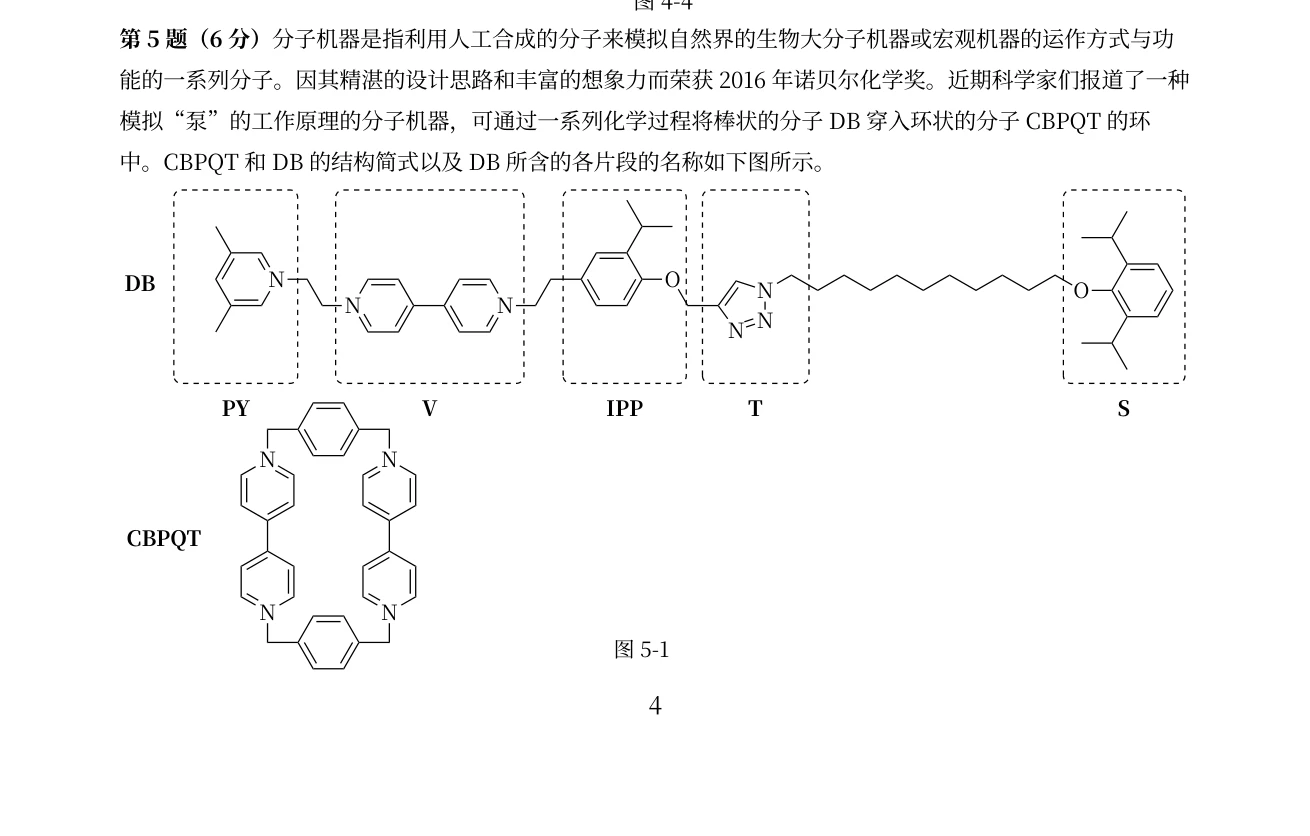 图 4-4
第 5 题（6 分）分子机器是指利用人工合成的分子来模拟自然界的生物大分子机器或宏观机器的运作方式与功
能的一系列分子。因其精湛的设计思路和丰富的想象力而荣获 2016 年诺贝尔化学奖。近期科学家们报道了一种
模拟“泵”的工作原理的分子机器，可通过一系列化学过程将棒状的分子 DB 穿入环状的分子 CBPQT 的环
中。CBPQT 和 DB 的结构简式以及 DB 所含的各片段的名称如下图所示。
DB
N
N
N
O
N
N
N
O
PY
V
IPP
T
S
N
N
CBPQT
N
N
图 5-1
4